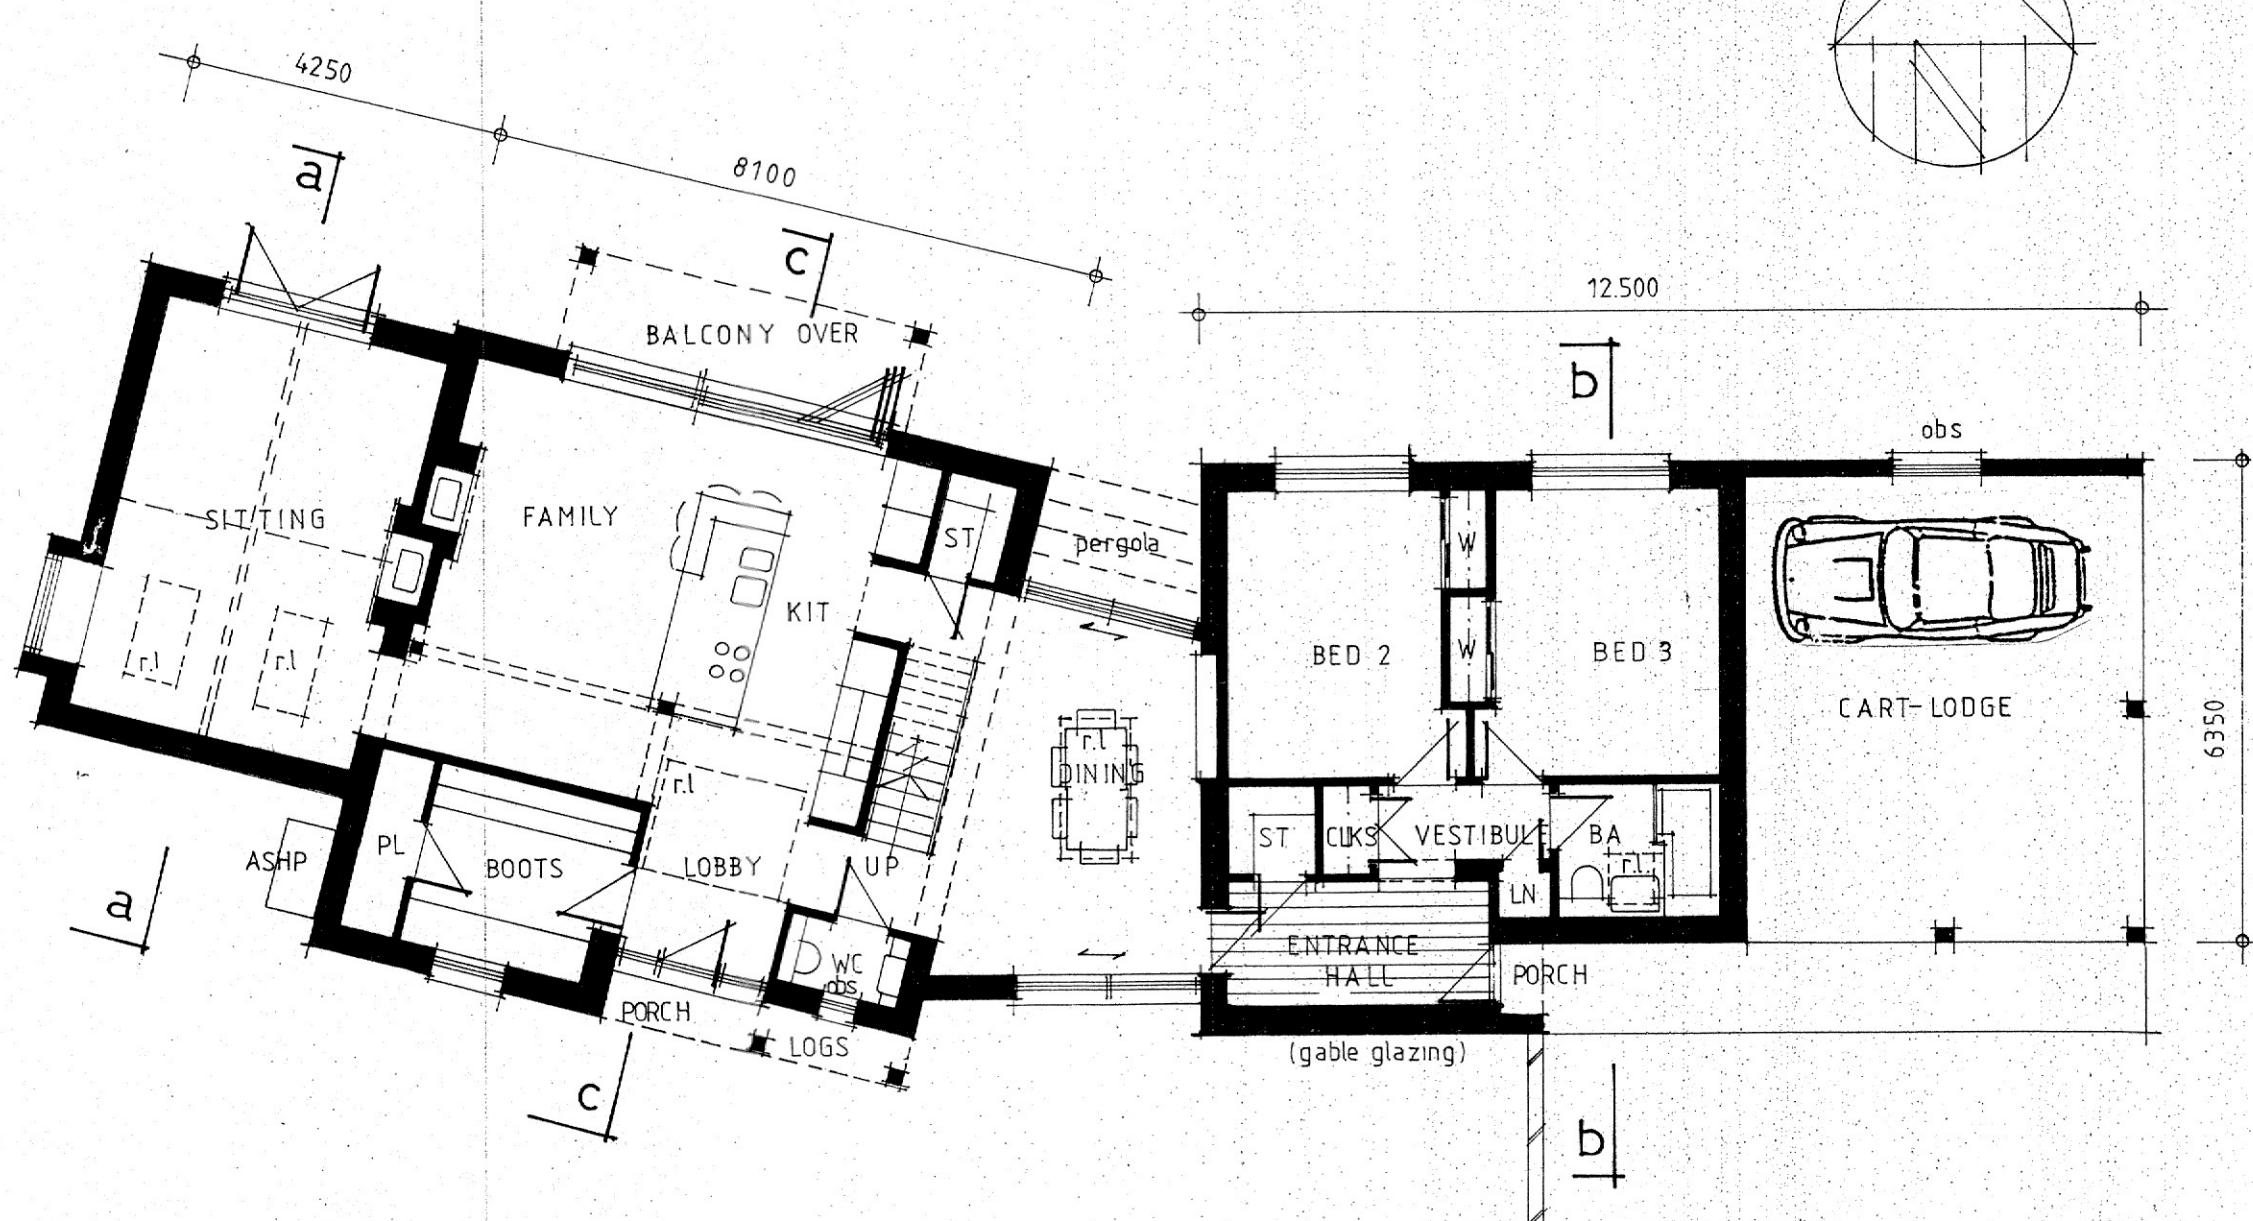 4250
8100
a
c
12.500
b
BALCONY OVER
obs
SITTING
FAMILY
ST
pergola
W
KIT
W
BED 2
BED 3
r.l
r.l
CART-LODGE
6350
r.l
DINING
r.l
ASHP
PL
BOOTS
LOBBY
UP
ST
CLKS
VESTIBULE
BA
r.l
LN
a
WC
obs
ENTRANCE
HALL
PORCH
PORCH
LOGS
(gable glazing)
c
b
N